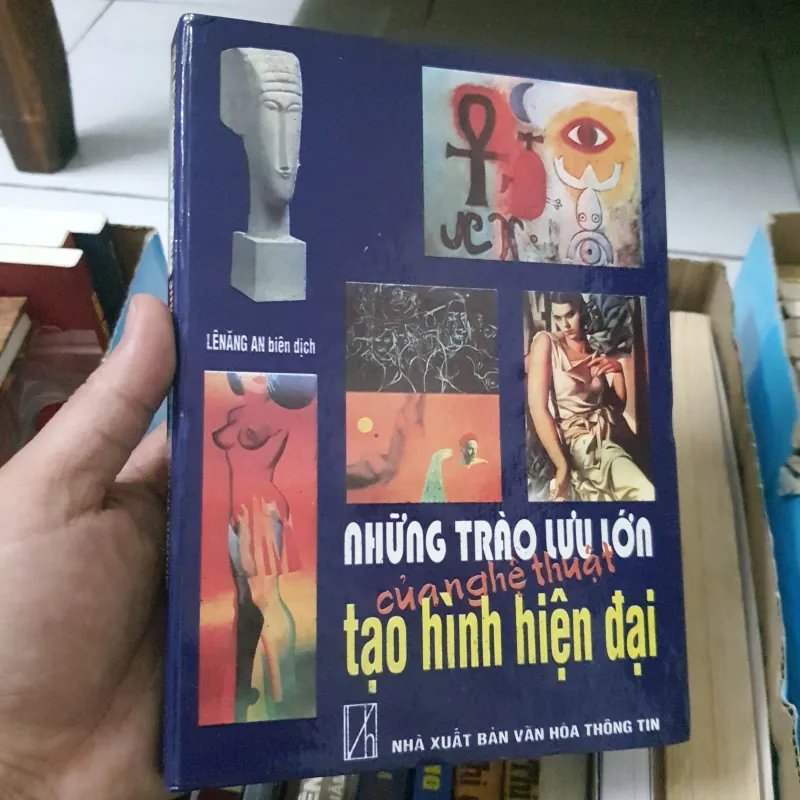 LÊNĂNG AN biên dịch
NHỮNG TRÀO LƯU LỚN
của nghệ thuật
tạo hình hiện đại
NHÀ XUẤT BẢN VĂN HÓA THÔNG TIN